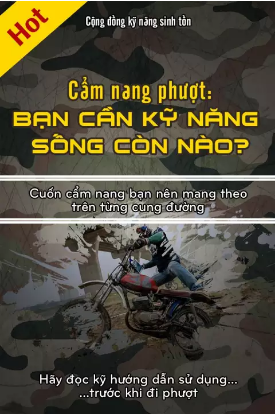 Hot
Cộng đồng kỹ năng sinh tồn
Cẩm nang phượt:
BẠN CẦN KỸ NĂNG
SỐNG CÒN NÀO?
Cuốn cẩm nang bạn nên mang theo
trên từng cung đường
Hãy đọc kỹ hướng dẫn sử dụng...
...trước khi đi phượt